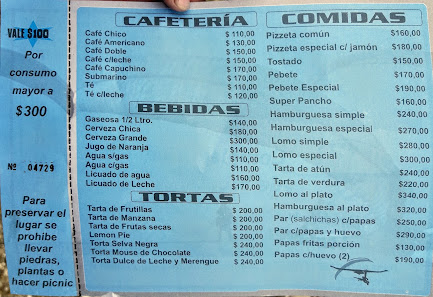 VALE $100
Por
consumo
mayor a
$300
Nº 04729
Para
preservar el
lugar se
prohibe
llevar
piedras,
plantas o
hacer picnic
CAFETERÍA
Café Chico $ 110,00
Café Americano $ 130,00
Café Doble $ 150,00
Café c/leche $ 150,00
Café Capuchino $ 170,00
Submarino $ 170,00
Té $ 110,00
Té c/leche $ 120,00
BEBIDAS
Gaseosa 1/2 Ltro. $140,00
Cerveza Chica $180,00
Cerveza Grande $300,00
Jugo de Naranja $140,00
Agua s/gas $110,00
Agua c/gas $110,00
Licuado de agua $160,00
Licuado de Leche $170,00
TORTAS
Tarta de Frutillas $ 200,00
Tarta de Manzana $ 200,00
Tarta de Frutas secas $ 200,00
Lemon Pie $ 200,00
Torta Selva Negra $ 240,00
Torta Mouse de Chocolate $ 240,00
Torta Dulce de Leche y Merengue $ 240,00
COMIDAS
Pizzeta común $160,00
Pizzeta especial c/ jamón $180,00
Tostado $150,00
Pebete $170,00
Pebete Especial $190,00
Super Pancho $160,00
Hamburguesa simple $240,00
Hamburguesa especial $270,00
Lomo simple $280,00
Lomo especial $300,00
Tarta de atún $240,00
Tarta de verdura $220,00
Lomo al plato $340,00
Hamburguesa al plato $320,00
Par (salchichas) c/papas $250,00
Par c/papas y huevo $290,00
Papas fritas porción $130,00
Papas c/huevo (2) $190,00